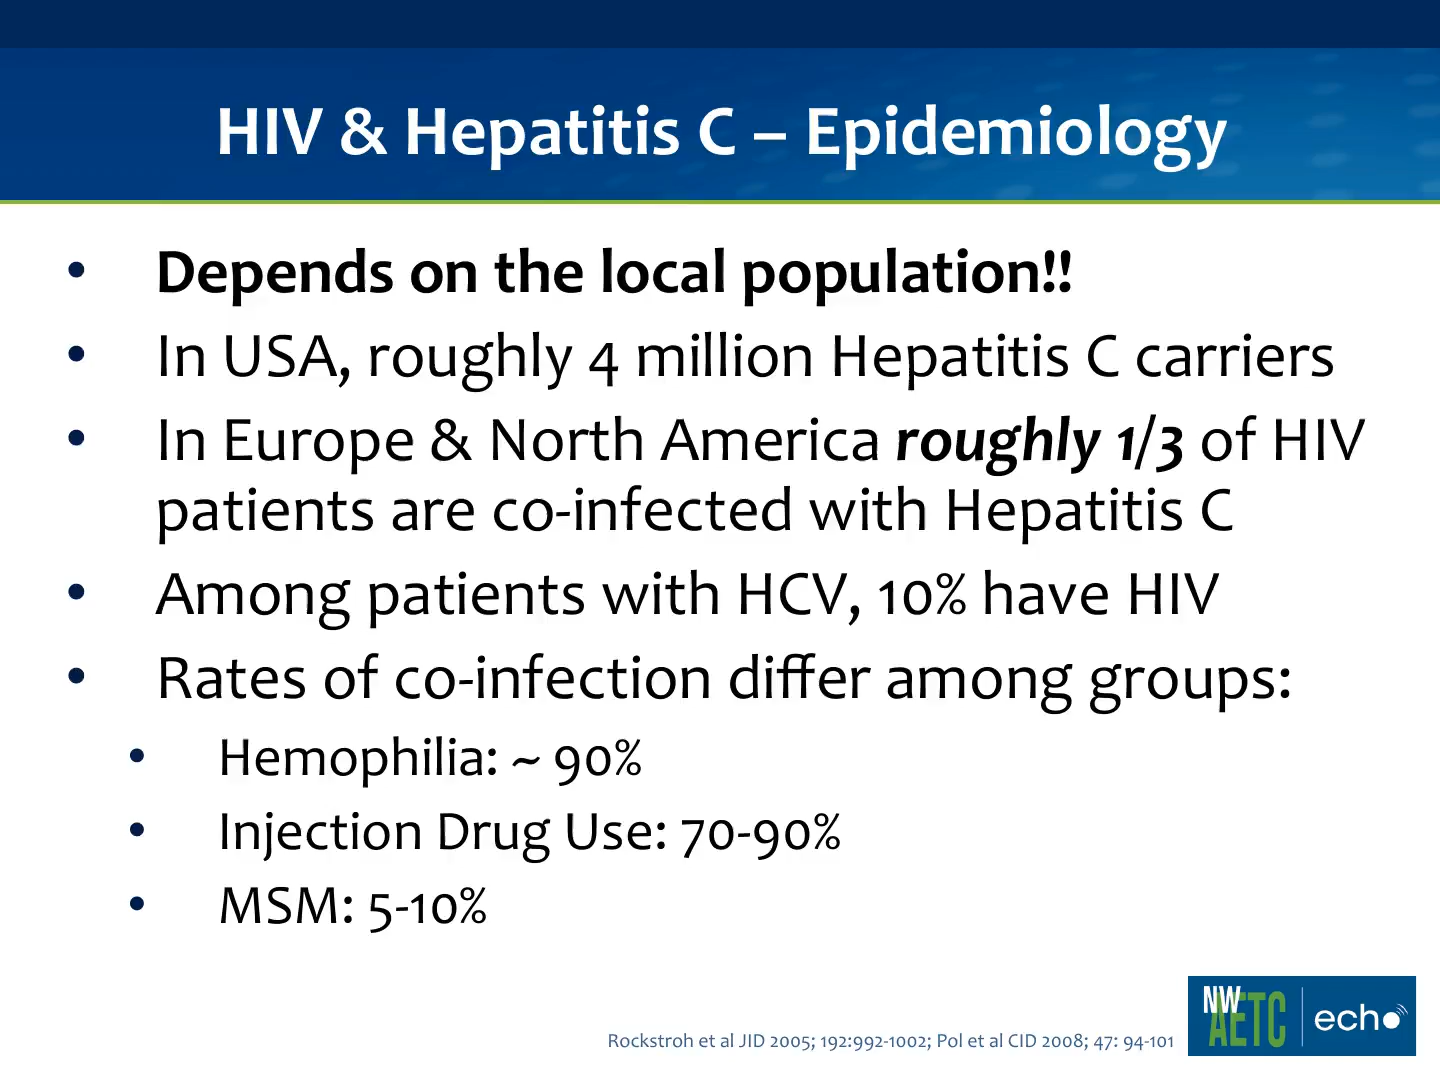 HIV & Hepatitis C – Epidemiology
• Depends on the local population!!
• In USA, roughly 4 million Hepatitis C carriers
• In Europe & North America roughly 1/3 of HIV
patients are co-infected with Hepatitis C
• Among patients with HCV, 10% have HIV
• Rates of co-infection differ among groups:
• Hemophilia: ~ 90%
• Injection Drug Use: 70-90%
• MSM: 5-10%
Rockstroh et al JID 2005; 192:992-1002; Pol et al CID 2008; 47: 94-101
NW AETC echo